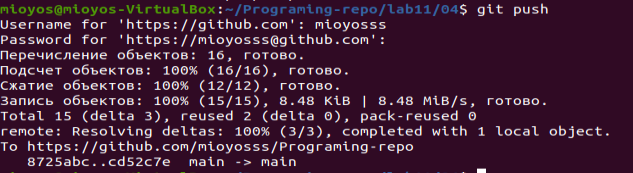 mioyos@mioyos-VirtualBox:~/Programing-repo/lab11/04$ git push
Username for 'https://github.com': mioyosss
Password for 'https://mioyosss@github.com':
Перечисление объектов: 16, готово.
Подсчет объектов: 100% (16/16), готово.
Сжатие объектов: 100% (12/12), готово.
Запись объектов: 100% (15/15), 8.48 KiB | 8.48 MiB/s, готово.
Total 15 (delta 3), reused 2 (delta 0), pack-reused 0
remote: Resolving deltas: 100% (3/3), completed with 1 local object.
To https://github.com/mioyosss/Programing-repo
   8725abc..cd52c7e  main -> main